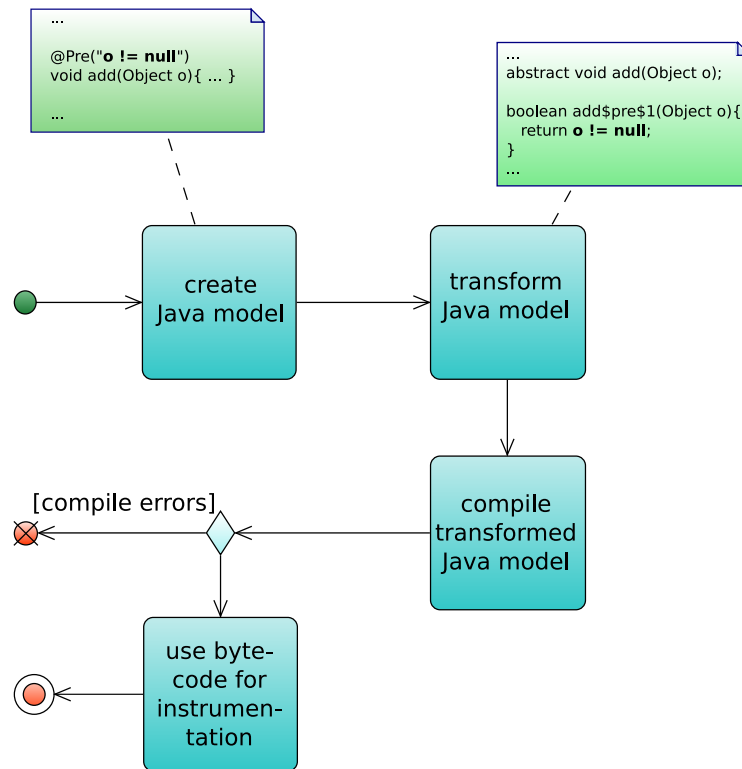 ...
@Pre("o != null")
void add(Object o){ ... }
...
...
abstract void add(Object o);
boolean add$pre$1(Object o){
return o != null;
}
...
create
Java model
transform
Java model
[compile errors]
compile
transformed
Java model
use byte-
code for
instrumen-
tation